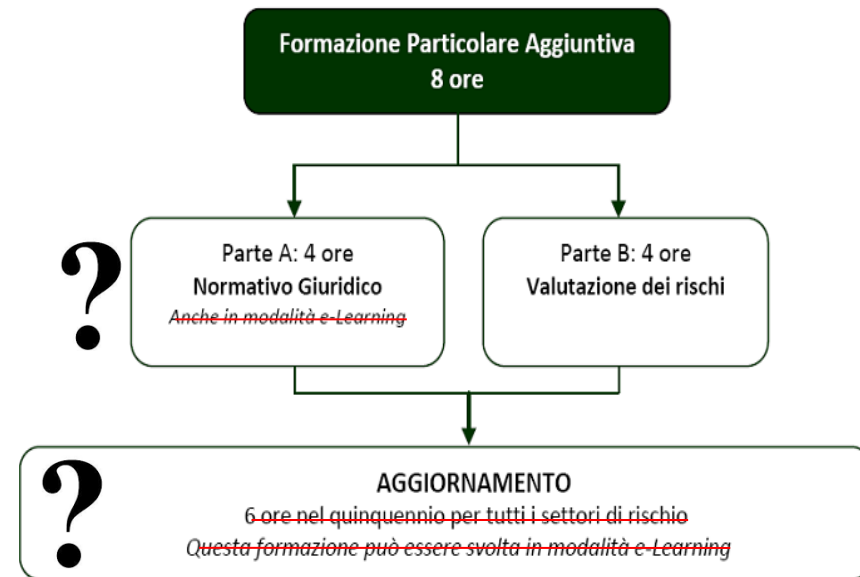 Formazione Particolare Aggiuntiva
8 ore
?
Parte A: 4 ore
Normativo Giuridico
Anche in modalità e-Learning
Parte B: 4 ore
Valutazione dei rischi
?
AGGIORNAMENTO
6 ore nel quinquennio per tutti i settori di rischio
Questa formazione può essere svolta in modalità e-Learning